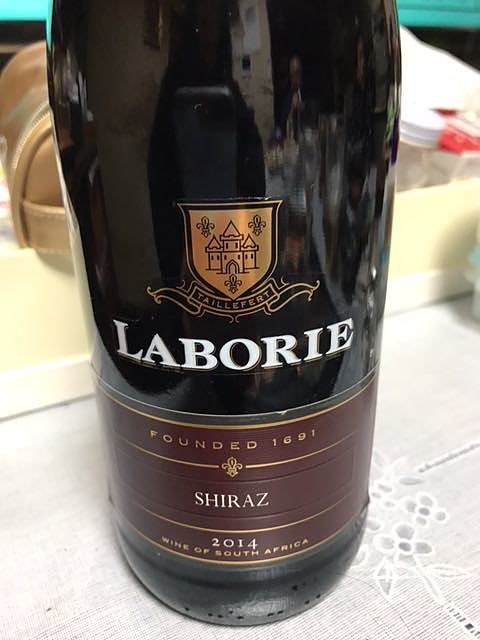 TAILLEFERT
LABORIE
FOUNDED 1691
SHIRAZ
2014
WINE OF SOUTH AFRICA